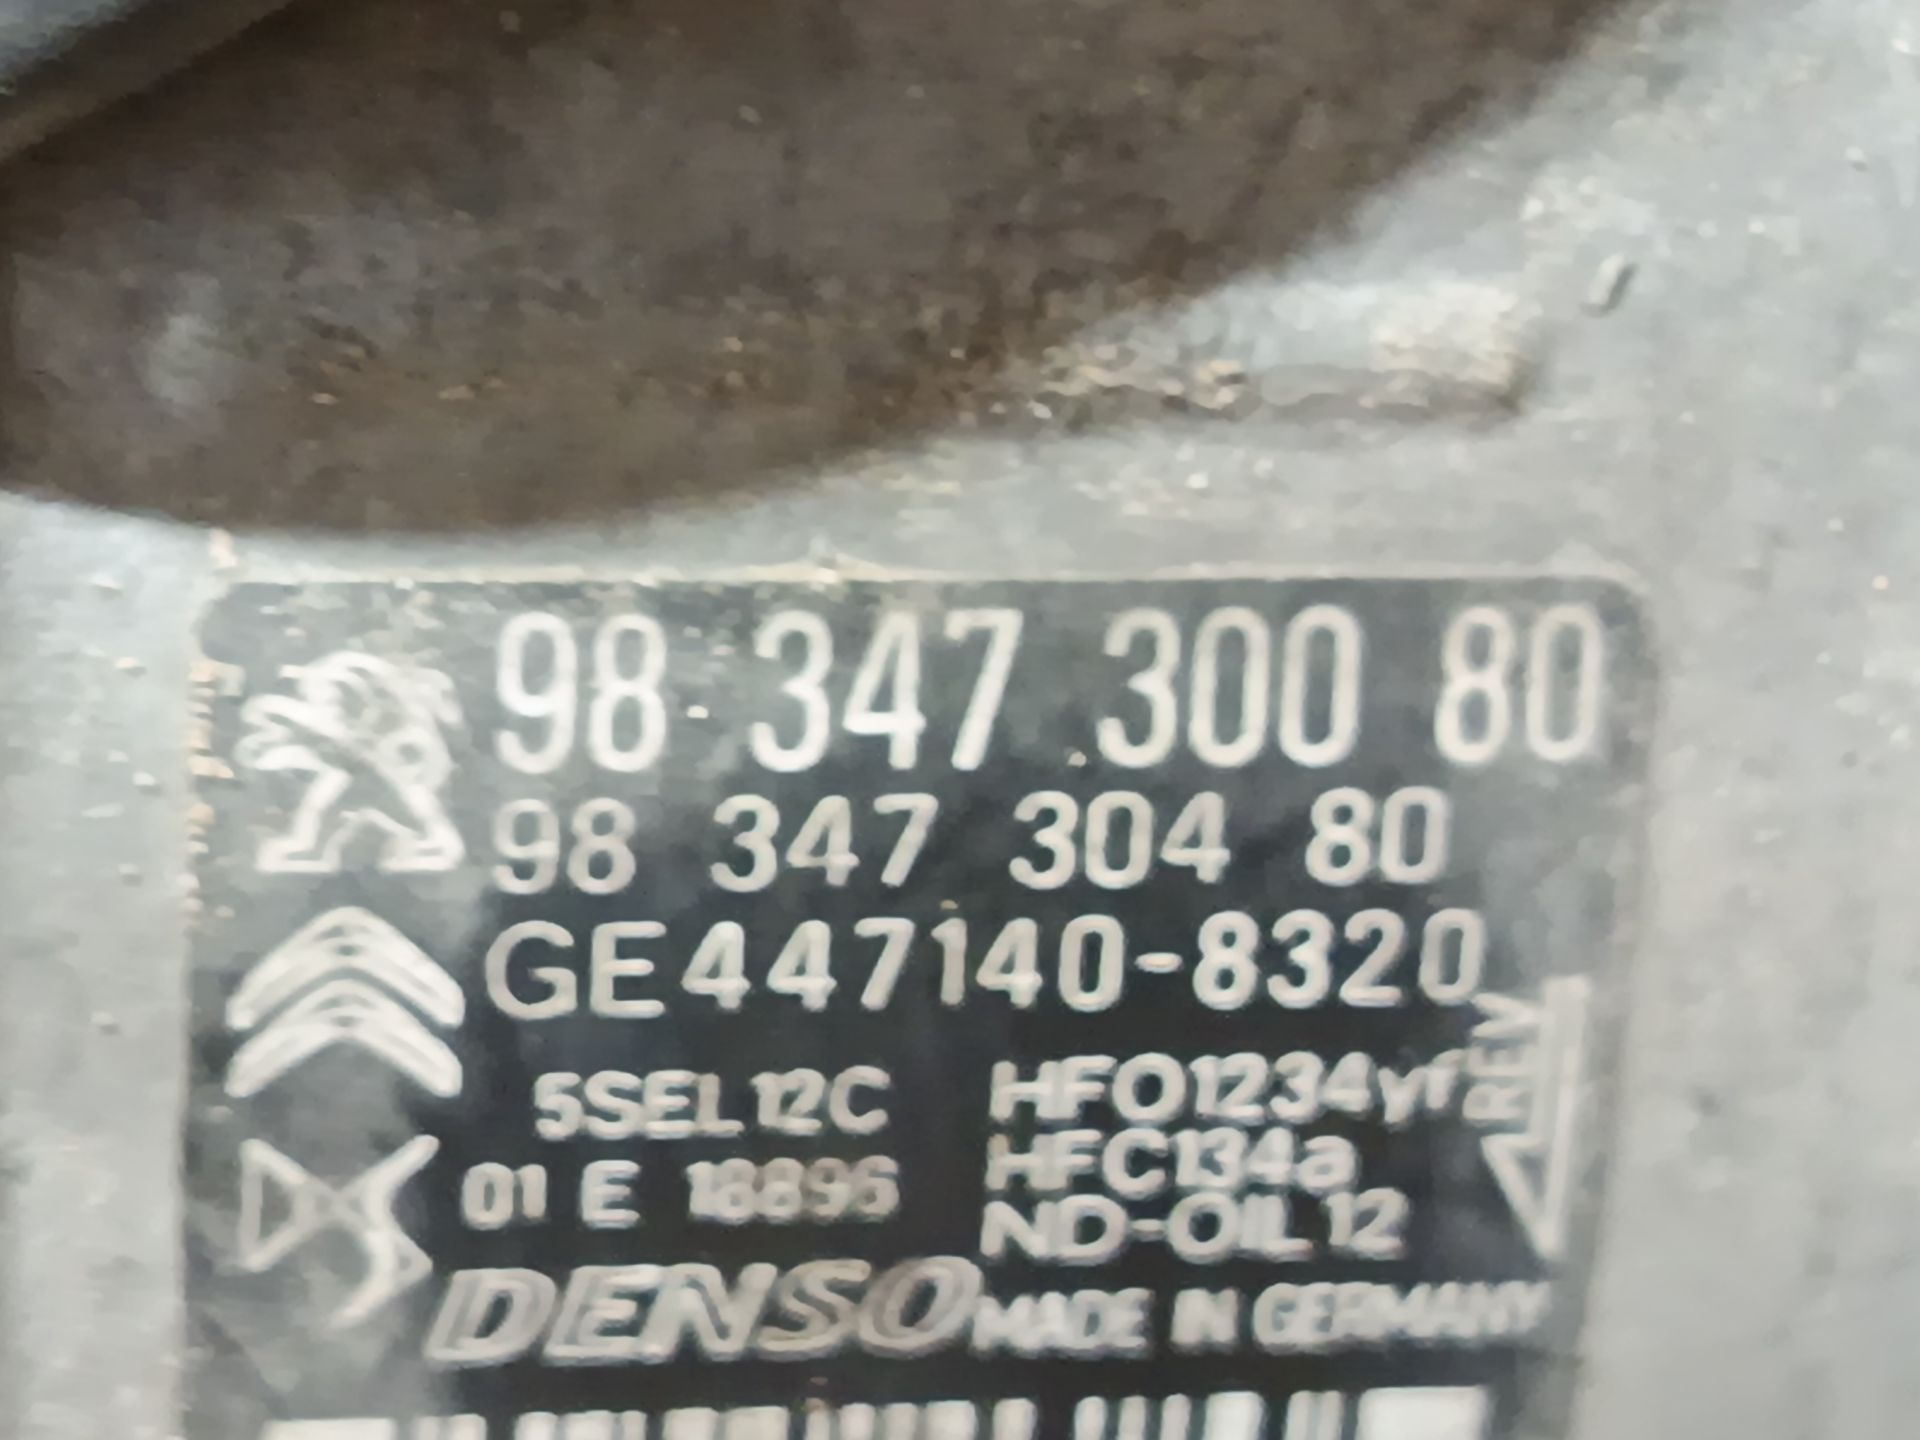 98 347 300 80
98 347 304 80
GE447140-8320
5SEL12C
01 E
HFO1234yf
HFC134a
ND-OIL12
REV
DENSO
MADE IN GERMANY